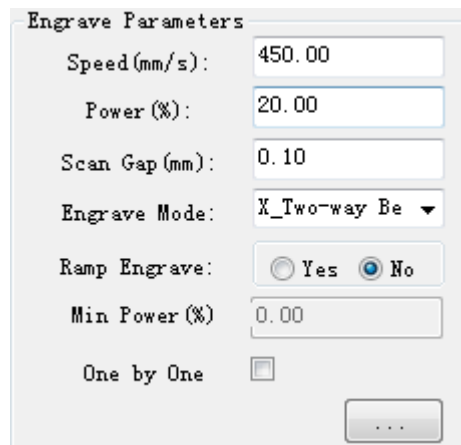 Engrave Parameters
Speed(mm/s): 450.00
Power(%): 20.00
Scan Gap(mm): 0.10
Engrave Mode: X_Two-way Be
Ramp Engrave: Yes No
Min Power(%) 0.00
One by One
...